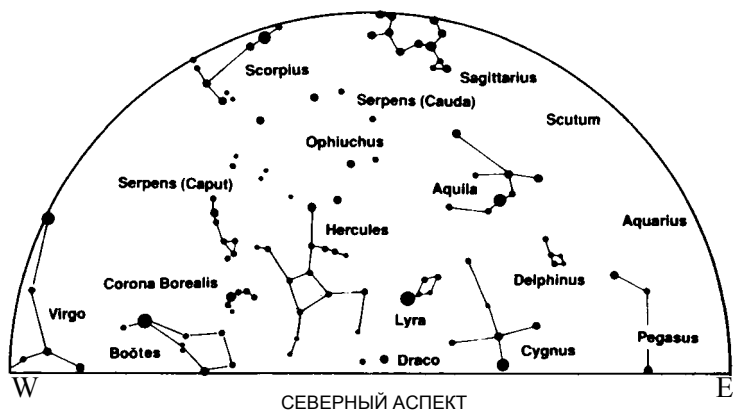 Scorpius
Sagittarius
Serpens (Cauda)
Scutum
Ophiuchus
Serpens (Caput)
Aquila
Aquarius
Hercules
Corona Borealis
Delphinus
Virgo
Lyra
Boötes
Draco
Cygnus
Pegasus
W
E
СЕВЕРНЫЙ АСПЕКТ